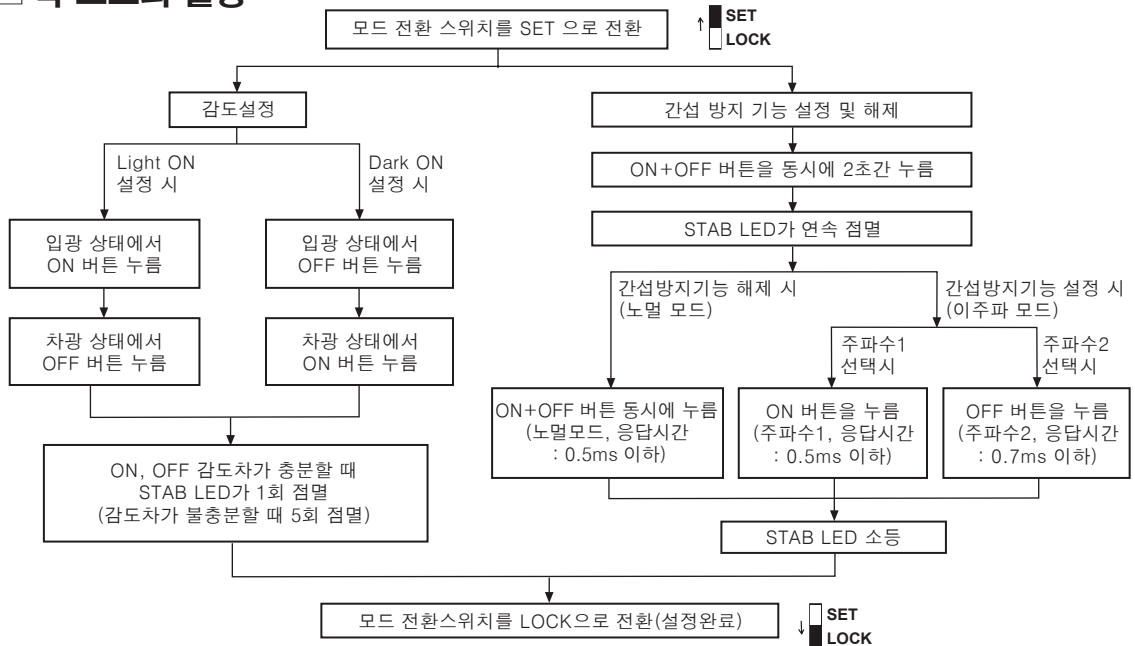 모드 전환 스위치를 SET 으로 전환
SET
LOCK
감도설정
Light ON
설정 시
Dark ON
설정 시
입광 상태에서
ON 버튼 누름
입광 상태에서
OFF 버튼 누름
차광 상태에서
OFF 버튼 누름
차광 상태에서
ON 버튼 누름
ON, OFF 감도차가 충분할 때
STAB LED가 1회 점멸
(감도차가 불충분할 때 5회 점멸)
간섭 방지 기능 설정 및 해제
ON+OFF 버튼을 동시에 2초간 누름
STAB LED가 연속 점멸
간섭방지기능 해제 시
(노멀 모드)
간섭방지기능 설정 시
(이주파 모드)
주파수1
선택시
주파수2
선택시
ON+OFF 버튼 동시에 누름
(노멀모드, 응답시간
: 0.5ms 이하)
ON 버튼을 누름
(주파수1, 응답시간
: 0.5ms 이하)
OFF 버튼을 누름
(주파수2, 응답시간
: 0.7ms 이하)
STAB LED 소등
모드 전환스위치를 LOCK으로 전환(설정완료)
SET
LOCK